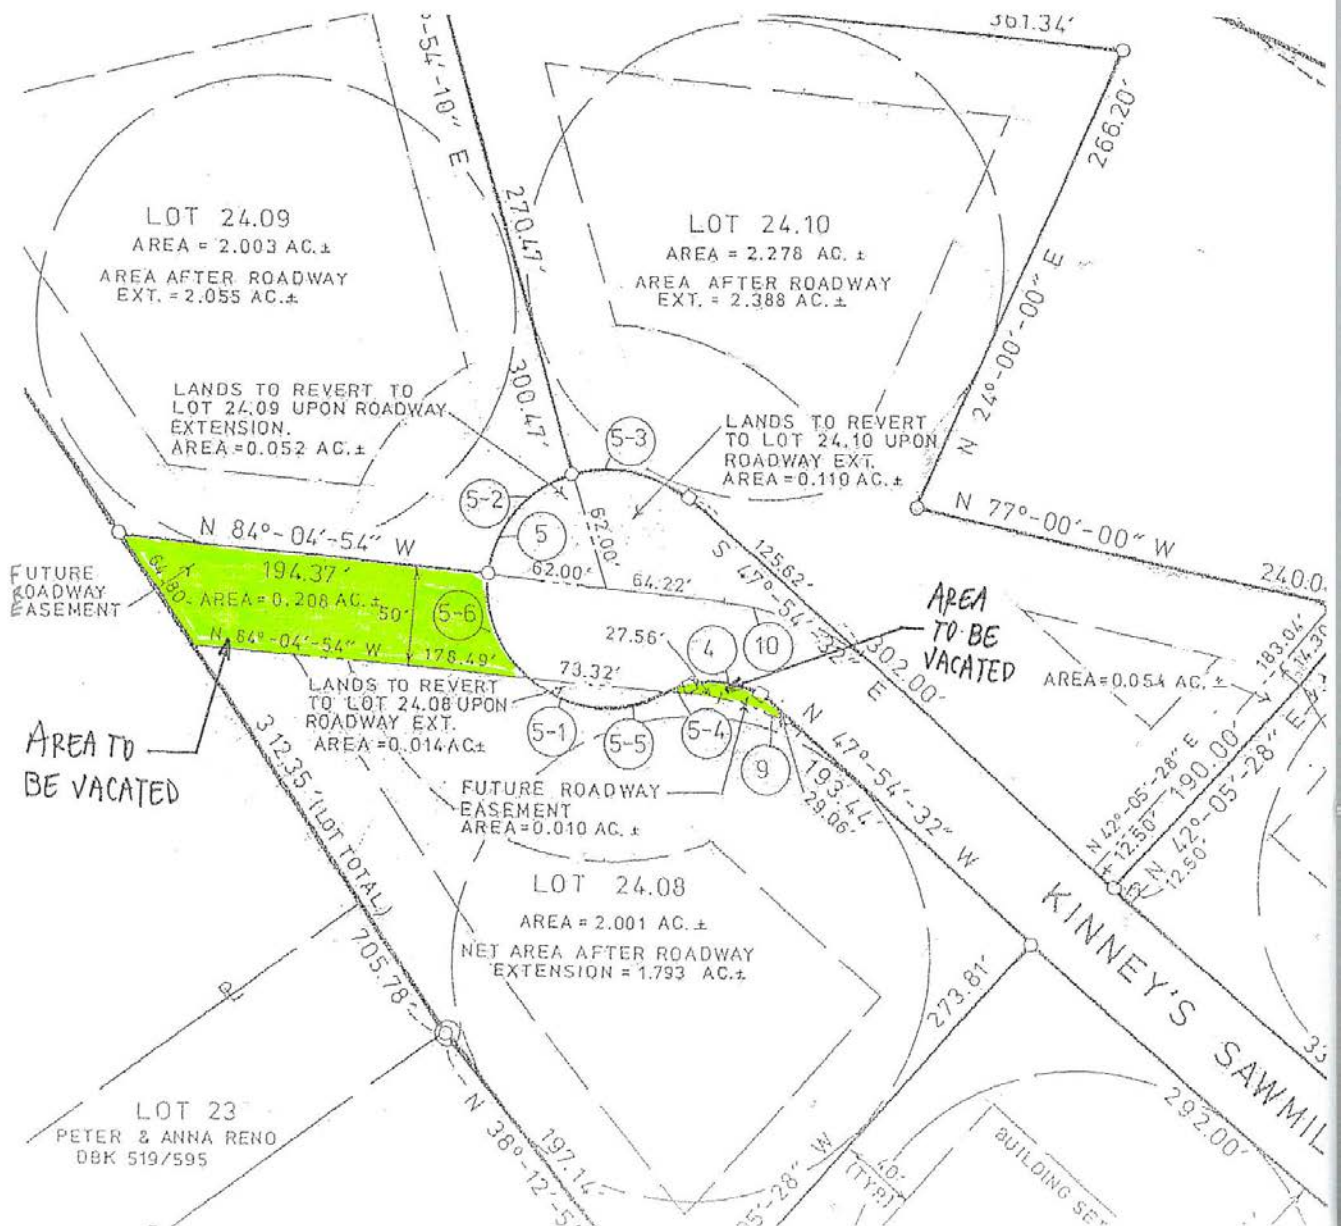 361.34'
°-54'-10" E
266.20'
270.47'
LOT 24.09
AREA = 2.003 AC. ±
AREA AFTER ROADWAY
EXT. = 2.055 AC. ±
LOT 24.10
AREA = 2.278 AC. ±
AREA AFTER ROADWAY
EXT. = 2.388 AC. ±
N 24°-00'-00" E
300.47'
LANDS TO REVERT TO
LOT 24.09 UPON ROADWAY
EXTENSION.
AREA=0.052 AC. ±
LANDS TO REVERT
TO LOT 24.10 UPON
ROADWAY EXT.
AREA=0.110 AC. ±
5-3
5-2
5
62.00'
N 77°-00'-00" W
240.0
N 84°-04'-54" W
125.62'
S 47°-54'-32" E
302.00'
FUTURE
ROADWAY
EASEMENT
64.80
194.37'
AREA = 0.208 AC. ±
50'
N 84°-04'-54" W
178.49'
5-6
62.00'
64.22'
27.56'
4
10
AREA
TO BE
VACATED
AREA=0.054 AC. ±
183.04'
14.30
73.32'
LANDS TO REVERT
TO LOT 24.08 UPON
ROADWAY EXT.
AREA=0.014 AC±
5-1
5-5
5-4
9
AREA TO
BE VACATED
312.35' (LOT TOTAL)
705.78'
FUTURE ROADWAY
EASEMENT
AREA=0.010 AC. ±
N 47°-54'-32" W
193.44'
29.06'
N 42°-05'-28" E
12.50'
190.00'
N 42°-05'-28" E
12.50'
LOT 24.08
AREA = 2.001 AC. ±
NET AREA AFTER ROADWAY
EXTENSION = 1.793 AC. ±
273.81'
KINNEY'S SAWMIL
33
292.00'
LOT 23
PETER & ANNA RENO
DBK 519/595
N 38°-12'-5
197.14'
05'-28" W
40'
(TYP.)
BUILDING SE